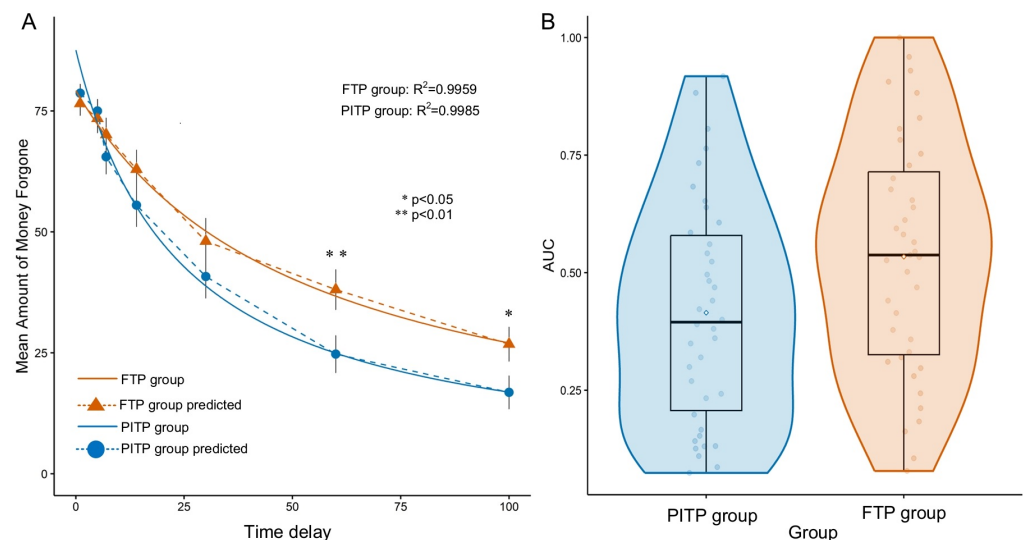 A
FTP group: R²=0.9959
PITP group: R²=0.9985
* p<0.05
** p<0.01
* *
*
75
50
25
0
Mean Amount of Money Forgone
FTP group
FTP group predicted
PITP group
PITP group predicted
0 25 50 75 100
Time delay
B
1.00
0.75
0.50
0.25
AUC
PITP group FTP group
Group